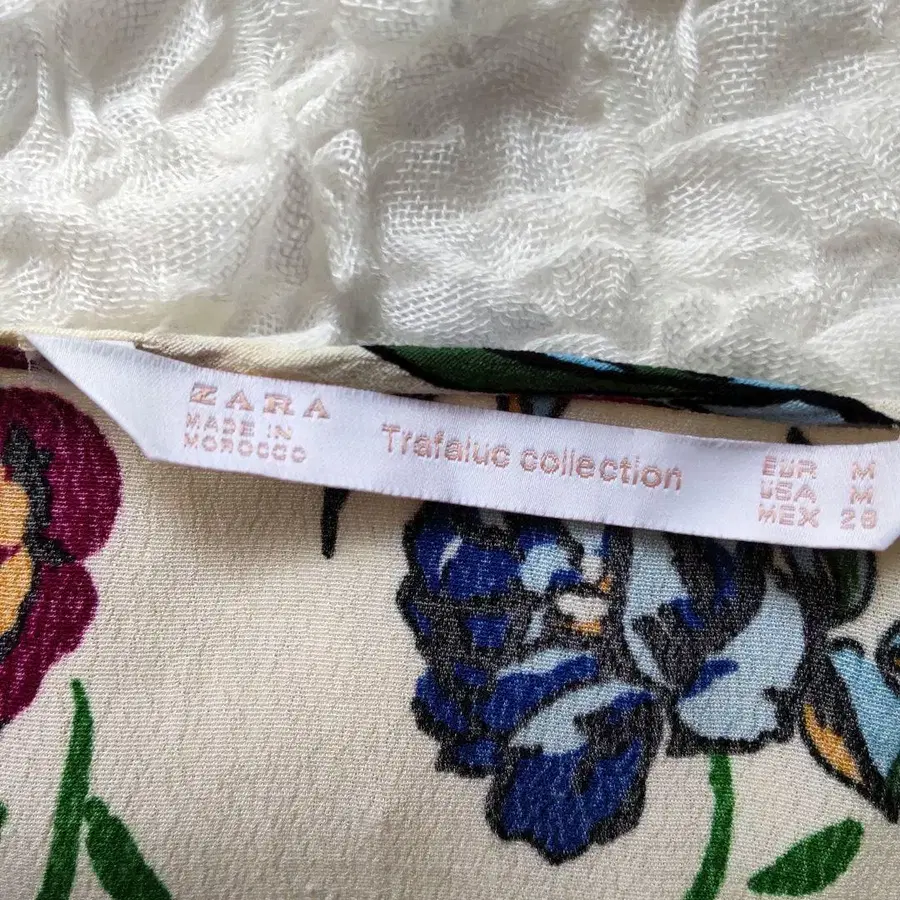 ZARA
MADE IN
MOROCCO
Trafaluc collection
EUR M
USA M
MEX 28